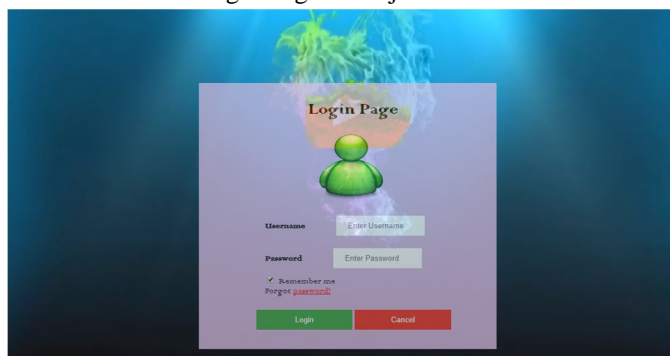 Login Page
Username Enter Username
Password Enter Password
Remember me
Forgot password?
Login Cancel